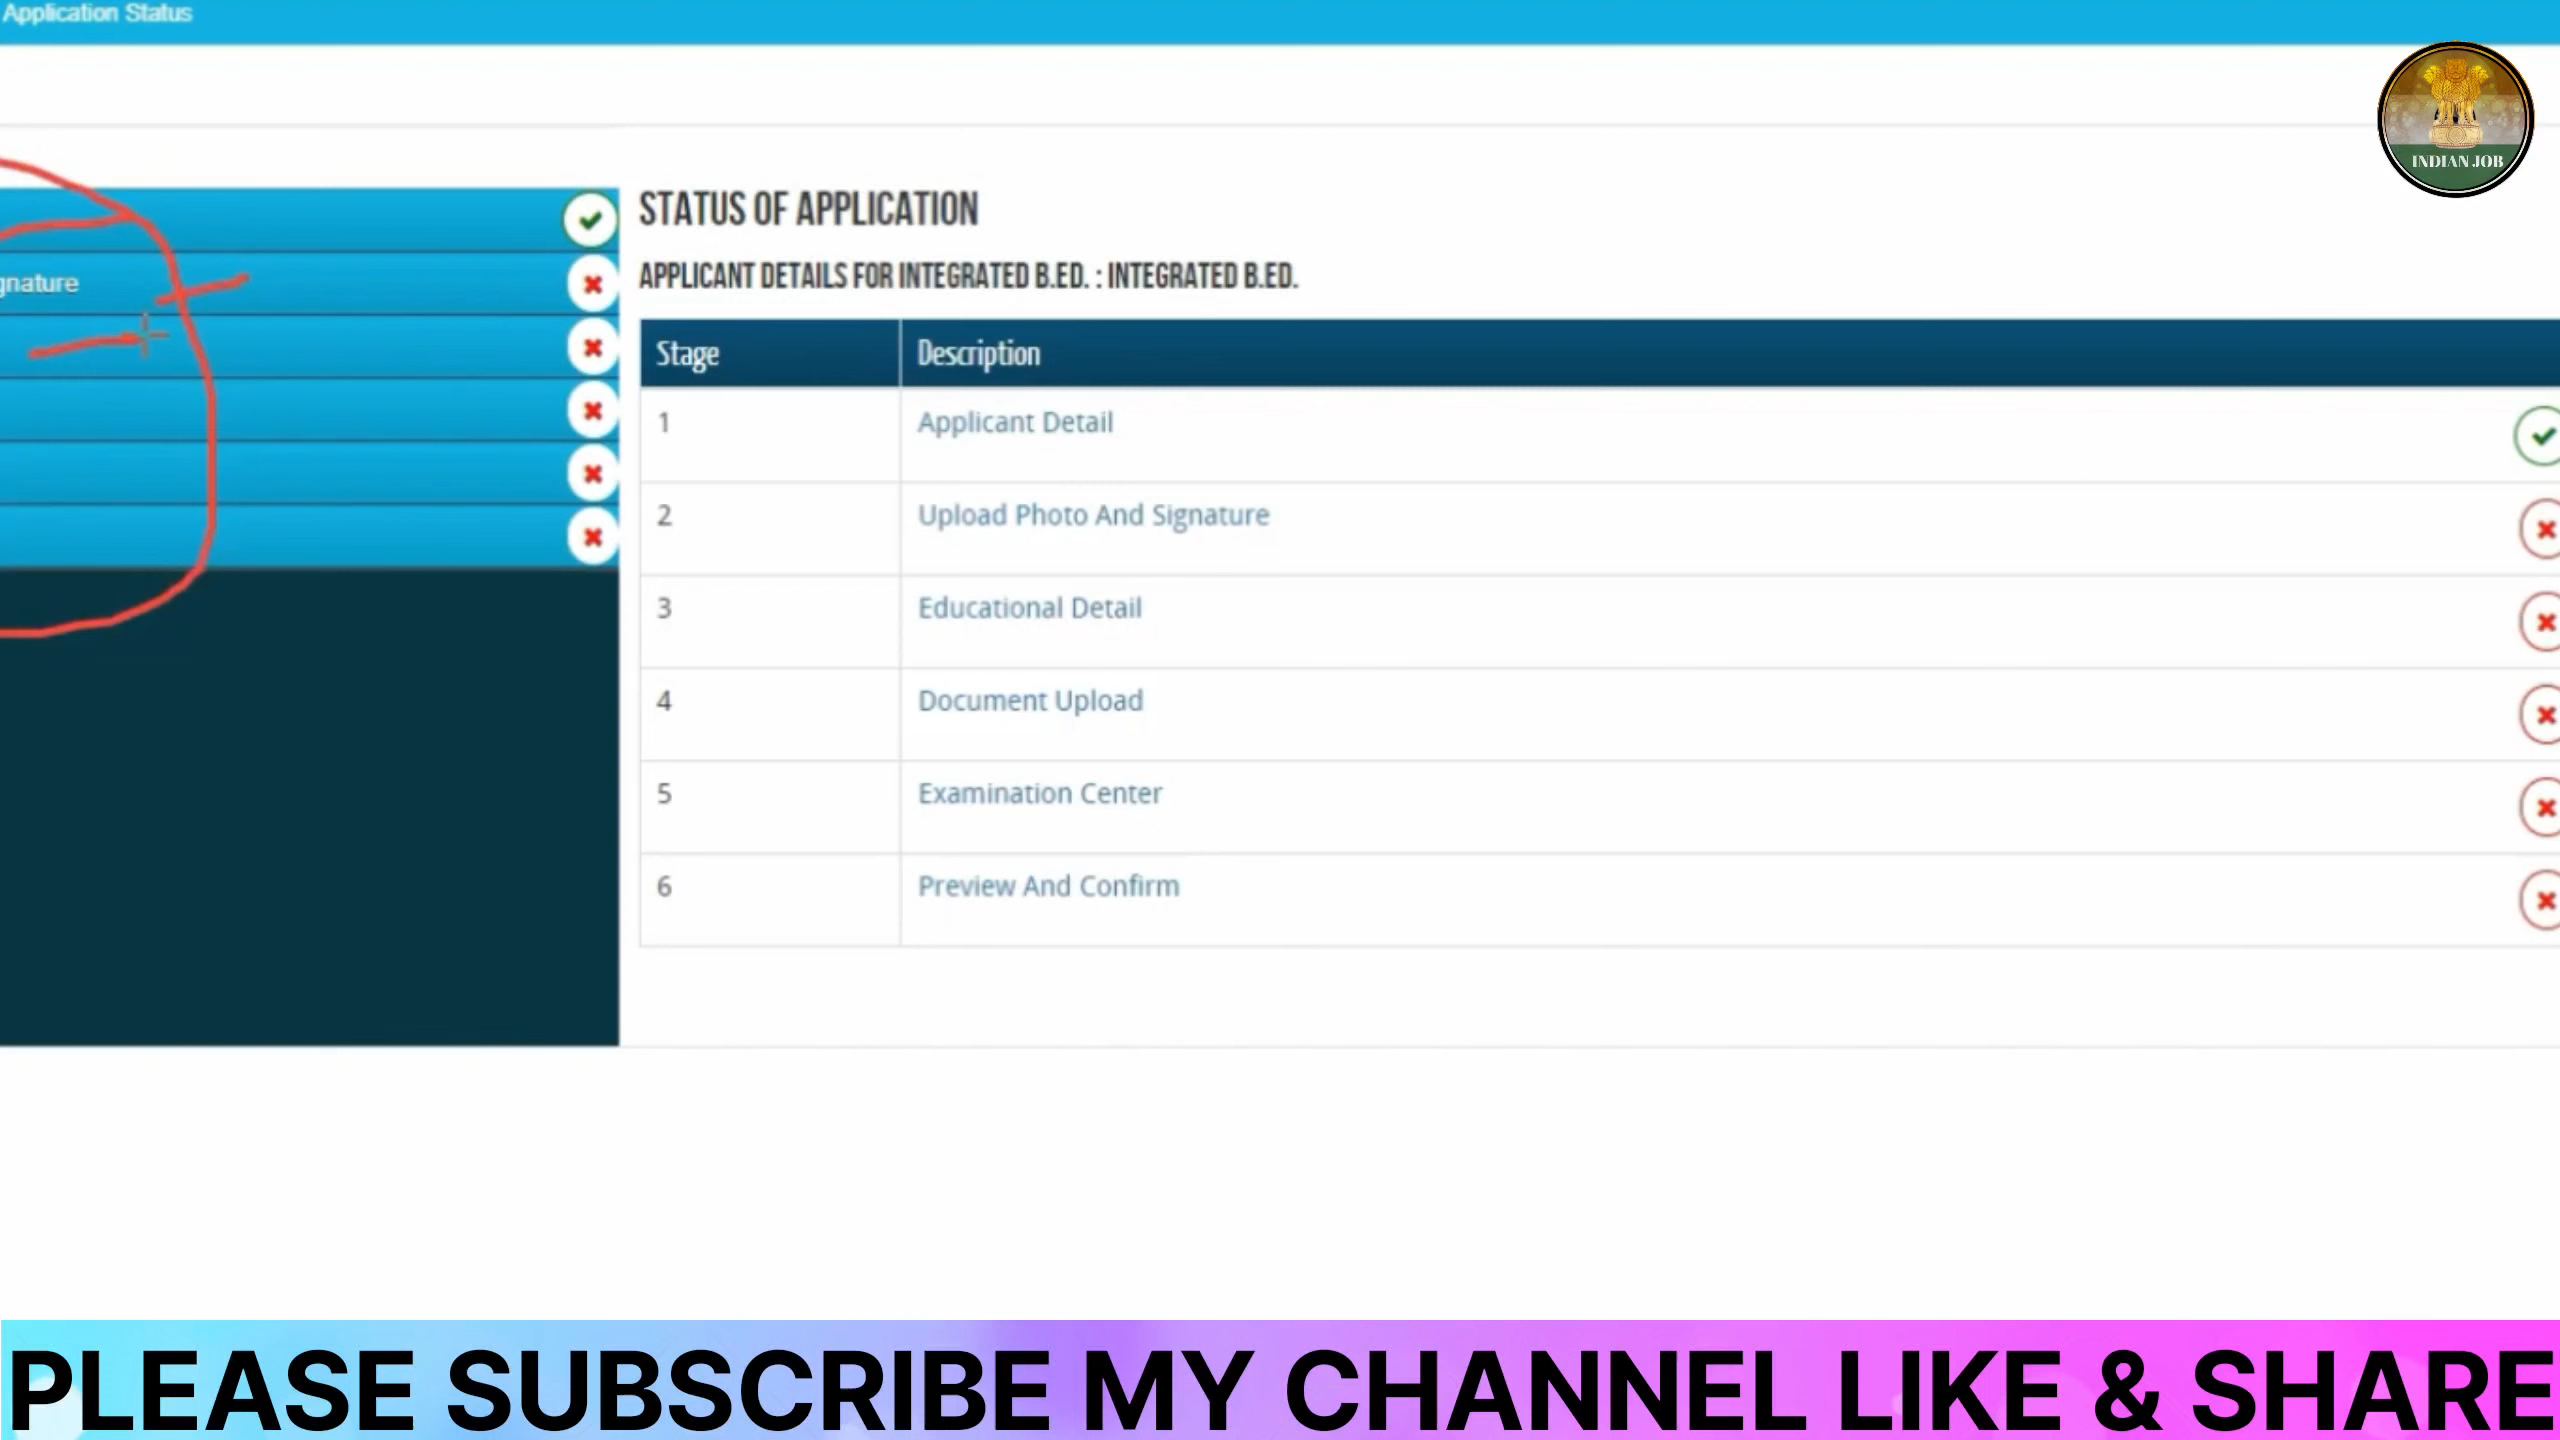 Application Status
INDIAN JOB
gnature
STATUS OF APPLICATION
APPLICANT DETAILS FOR INTEGRATED B.ED. : INTEGRATED B.ED.
Stage Description
1 Applicant Detail
2 Upload Photo And Signature
3 Educational Detail
4 Document Upload
5 Examination Center
6 Preview And Confirm
PLEASE SUBSCRIBE MY CHANNEL LIKE & SHARE